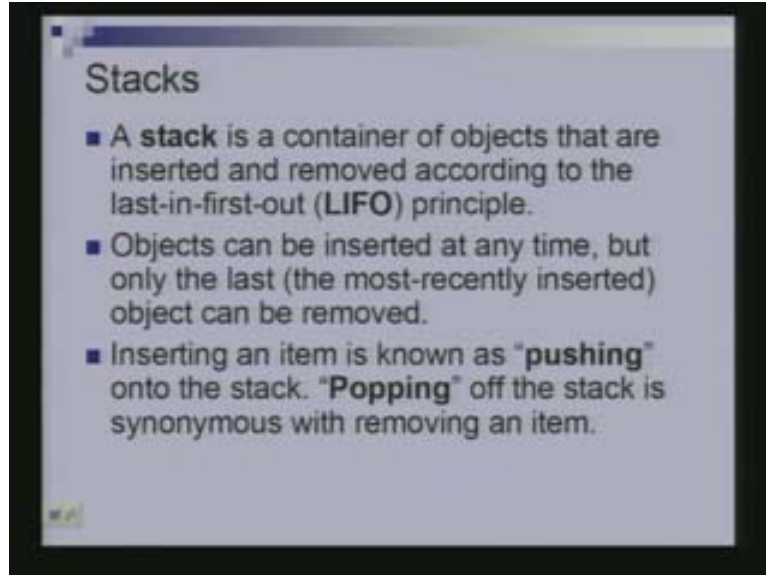 Stacks
■ A stack is a container of objects that are
inserted and removed according to the
last-in-first-out (LIFO) principle.
■ Objects can be inserted at any time, but
only the last (the most-recently inserted)
object can be removed.
■ Inserting an item is known as “pushing”
onto the stack. “Popping” off the stack is
synonymous with removing an item.